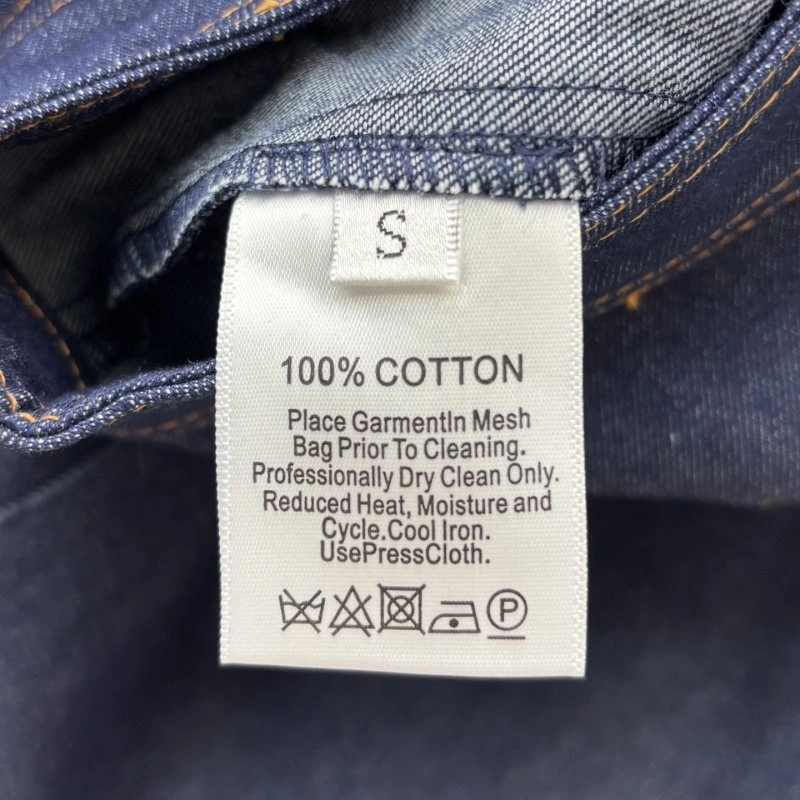 S
100% COTTON
Place GarmentIn Mesh
Bag Prior To Cleaning.
Professionally Dry Clean Only.
Reduced Heat, Moisture and
Cycle.Cool Iron.
UsePressCloth.
P